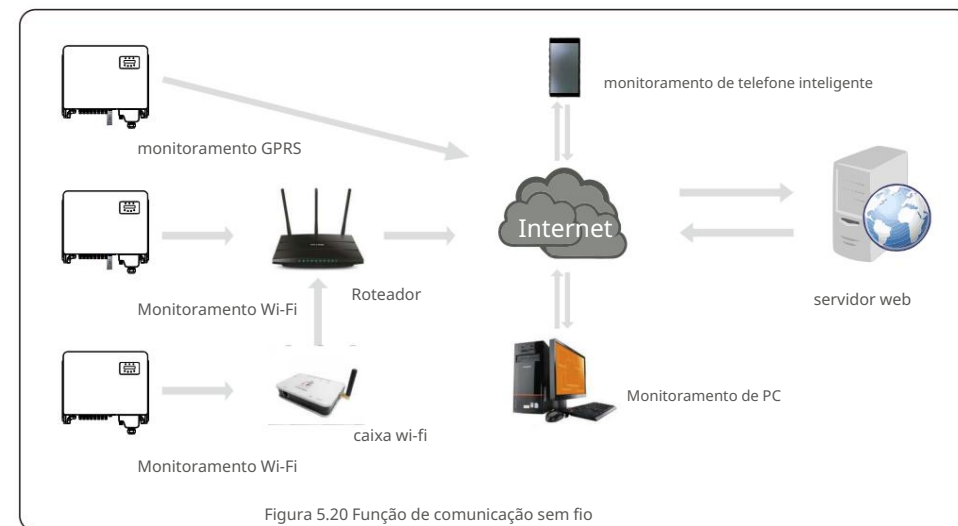 monitoramento de telefone inteligente
monitoramento GPRS
Internet
Roteador
servidor web
Monitoramento Wi-Fi
Monitoramento de PC
caixa wi-fi
Monitoramento Wi-Fi
Figura 5.20 Função de comunicação sem fio